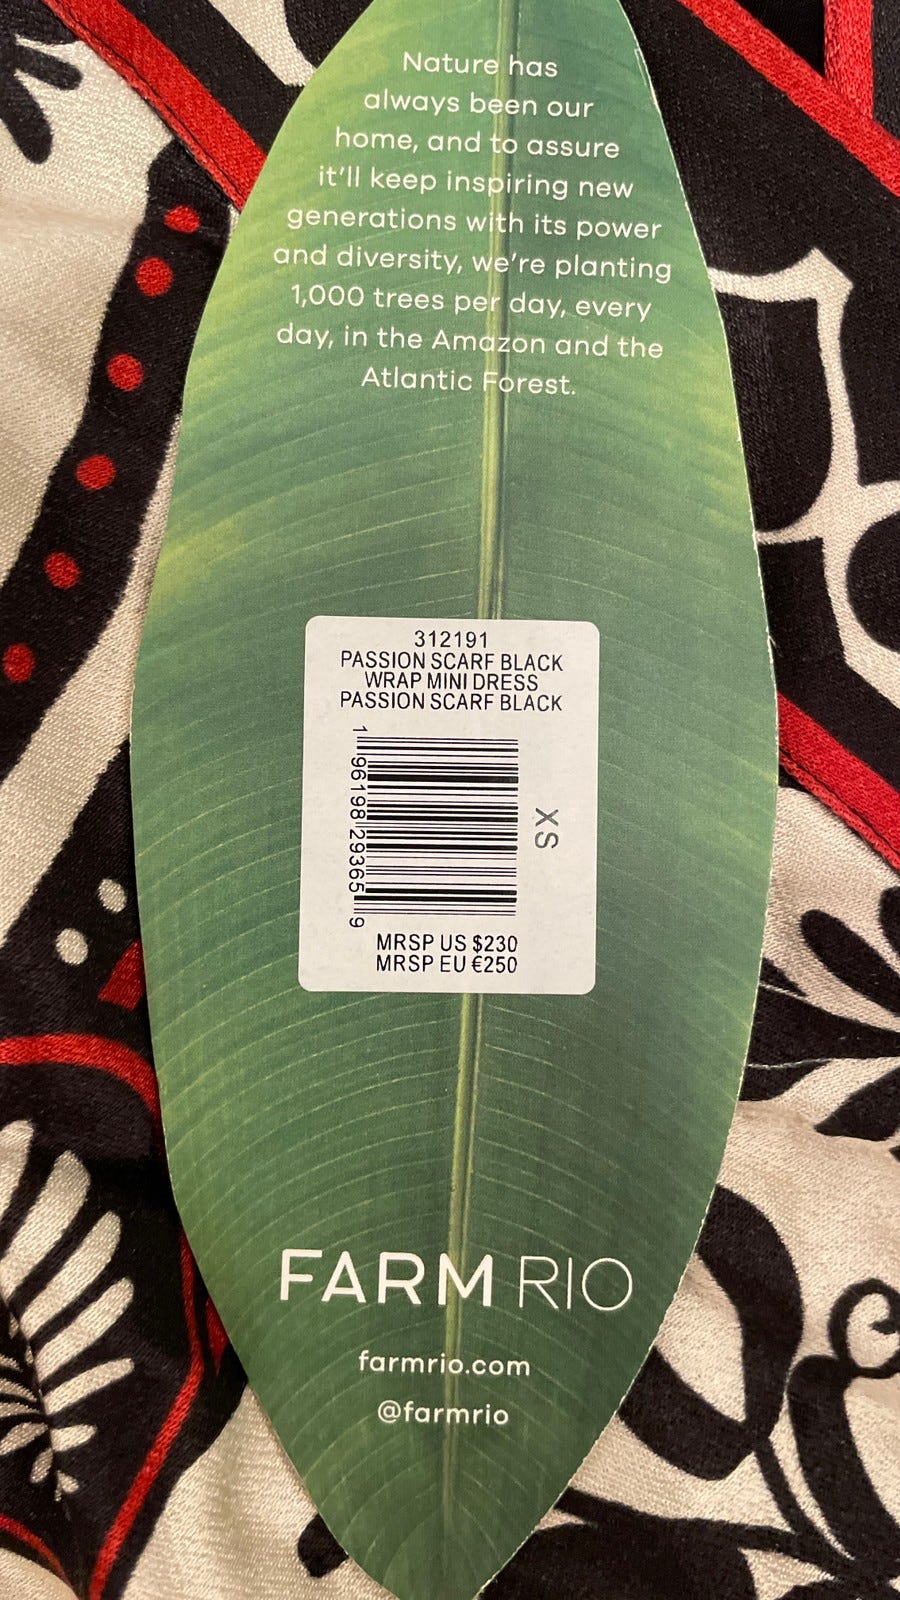 Nature has
always been our
home, and to assure
it'll keep inspiring new
generations with its power
and diversity, we're planting
1,000 trees per day, every
day, in the Amazon and the
Atlantic Forest.
312191
PASSION SCARF BLACK
WRAP MINI DRESS
PASSION SCARF BLACK
1 96198 29365 9
XS
MRSP US $230
MRSP EU €250
FARM RIO
farmrio.com
@farmrio